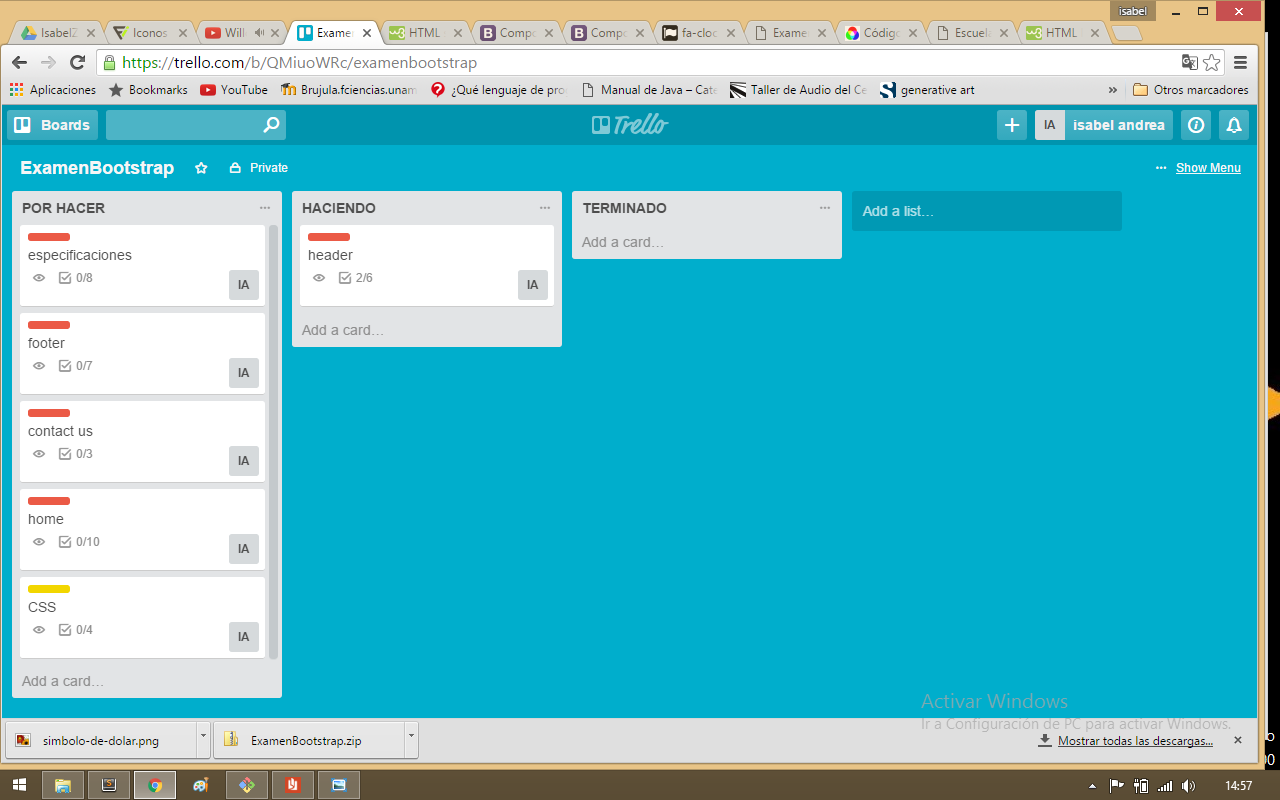 isabel
IsabelZ
Iconos
Will
Examen
HTML
Compo
Compo
fa-cloc
Exame
Código
Escuela
HTML
https://trello.com/b/QMiuoWRc/examenbootstrap
Aplicaciones Bookmarks YouTube Brujula.fciencias.unam ¿Qué lenguaje de pro Manual de Java – Cate Taller de Audio del Ce generative art » Otros marcadores
Boards Trello + IA isabel andrea
ExamenBootstrap Private ... Show Menu
POR HACER ...
especificaciones
0/8 IA
footer
0/7 IA
contact us
0/3 IA
home
0/10 IA
CSS
0/4 IA
Add a card...
HACIENDO ...
header
2/6 IA
Add a card...
TERMINADO ...
Add a card...
Add a list...
Activar Windows
Ir a Configuración de PC para activar Windows.
simbolo-de-dolar.png ExamenBootstrap.zip Mostrar todas las descargas...
14:57